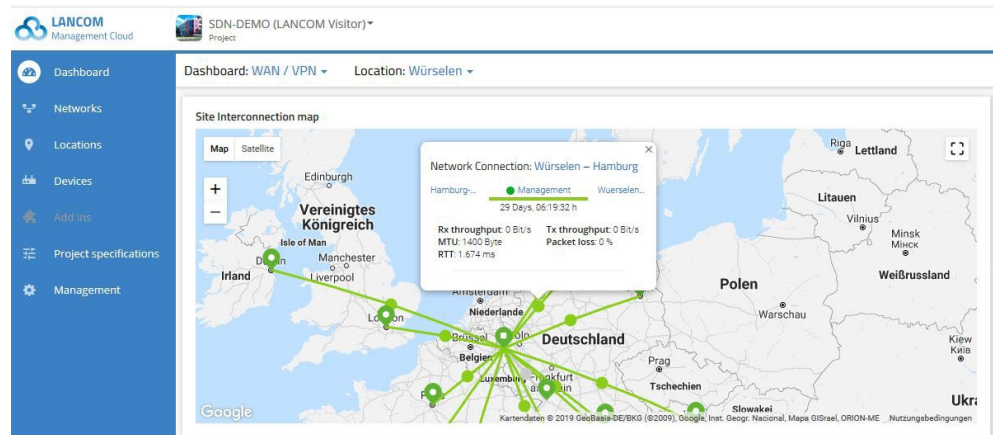 LANCOM
Management Cloud
SDN-DEMO (LANCOM Visitor)
Project
Dashboard
Networks
Locations
Devices
Add ins
Project specifications
Management
Dashboard: WAN / VPN
Location: Würselen
Site Interconnection map
Map Satellite
+
−
Network Connection: Würselen – Hamburg
Hamburg-... Management Wuerselen...
29 Days, 06:19:32 h
Rx throughput: 0 Bit/s Tx throughput: 0 Bit/s
MTU: 1400 Byte Packet loss: 0 %
RTT: 1.674 ms
Edinburgh
Vereinigtes
Königreich
Isle of Man
Manchester
Irland
Liverpool
Amsterdam
Niederlande
Belgien
Deutschland
Prag
Tschechien
Slowakei
Polen
Warschau
Riga
Lettland
Litauen
Vilnius
Minsk
Мінск
Weißrussland
Kiew
Київ
Google
Kartendaten © 2019 GeoBasis-DE/BKG (©2009), Google, Inst. Geogr. Nacional, Mapa GISrael, ORION-ME
Nutzungsbedingungen